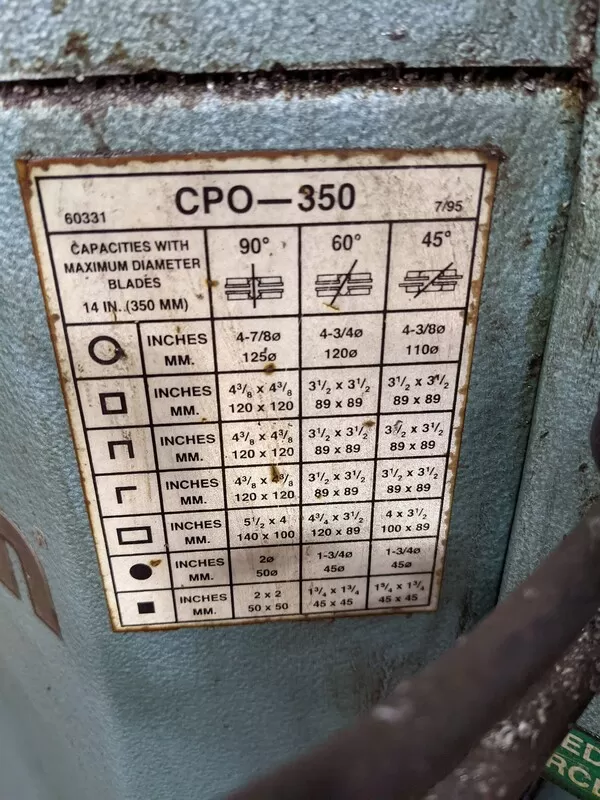 CPO—350
60331
7/95
CAPACITIES WITH
MAXIMUM DIAMETER
BLADES
14 IN. (350 MM)
90°
60°
45°
INCHES 4-7/8ø 4-3/4ø 4-3/8ø
MM. 125ø 120ø 110ø
INCHES 4³/₈ x 4³/₈ 3¹/₂ x 3¹/₂ 3¹/₂ x 3¹/₂
MM. 120 x 120 89 x 89 89 x 89
INCHES 4³/₈ x 4³/₈ 3¹/₂ x 3¹/₂ 3¹/₂ x 3¹/₂
MM. 120 x 120 89 x 89 89 x 89
INCHES 4³/₈ x 4³/₈ 3¹/₂ x 3¹/₂ 3¹/₂ x 3¹/₂
MM. 120 x 120 89 x 89 89 x 89
INCHES 5¹/₂ x 4 4³/₄ x 3¹/₂ 4 x 3¹/₂
MM. 140 x 100 120 x 89 100 x 89
INCHES 2ø 1-3/4ø 1-3/4ø
MM. 50ø 45ø 45ø
INCHES 2 x 2 1³/₄ x 1³/₄ 1³/₄ x 1³/₄
MM. 50 x 50 45 x 45 45 x 45